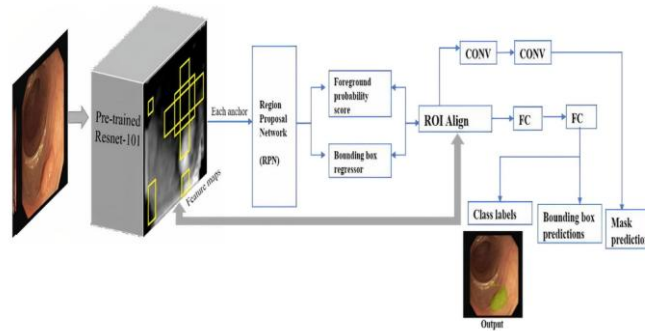 Pre-trained
Resnet-101
Feature maps
Each anchor
Region
Proposal
Network
(RPN)
Foreground
probability
score
Bounding box
regressor
ROI Align
CONV
CONV
FC
FC
Class labels
Bounding box
predictions
Mask
prediction
Output